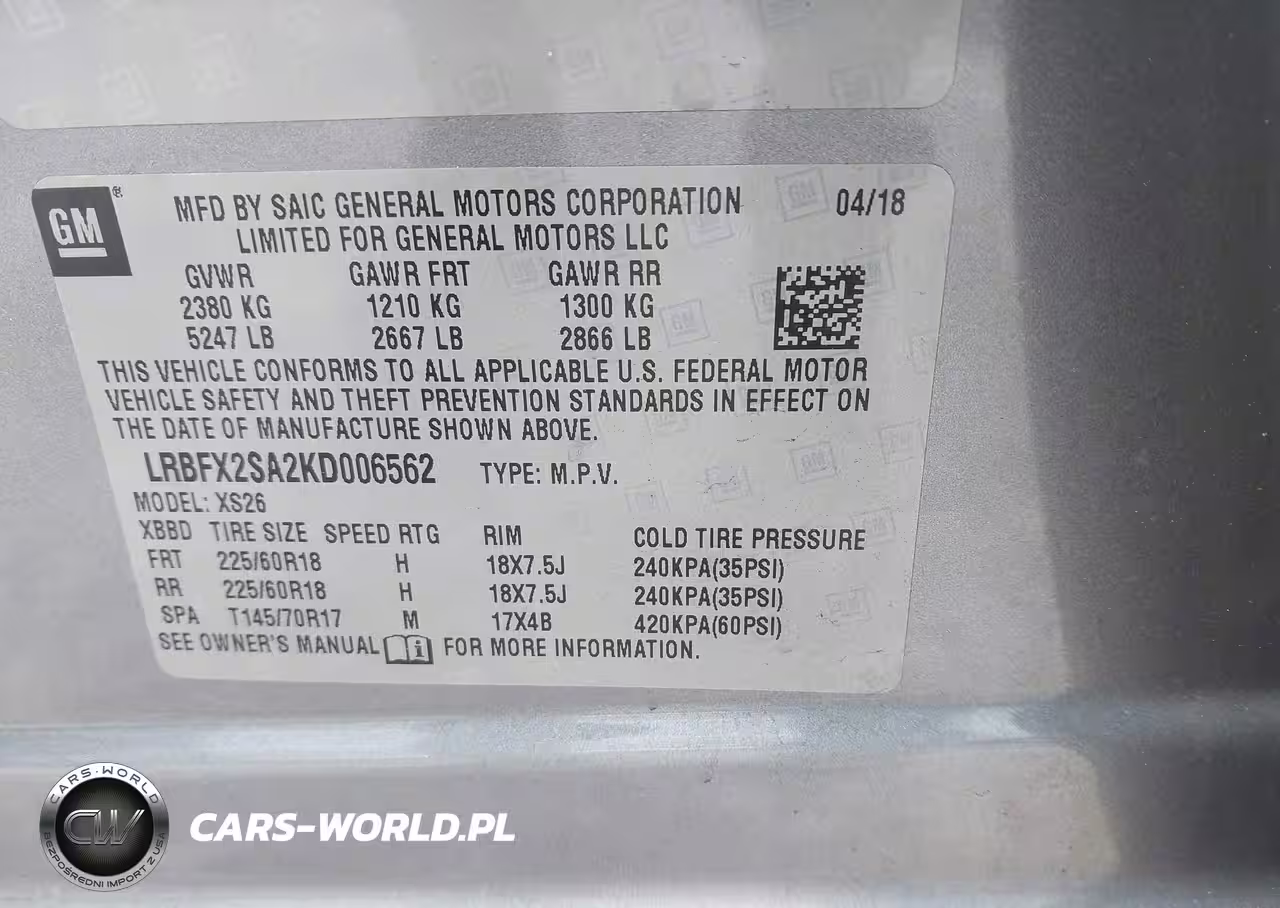 GM ®
MFD BY SAIC GENERAL MOTORS CORPORATION 04/18
LIMITED FOR GENERAL MOTORS LLC
GVWR GAWR FRT GAWR RR
2380 KG 1210 KG 1300 KG
5247 LB 2667 LB 2866 LB
THIS VEHICLE CONFORMS TO ALL APPLICABLE U.S. FEDERAL MOTOR
VEHICLE SAFETY AND THEFT PREVENTION STANDARDS IN EFFECT ON
THE DATE OF MANUFACTURE SHOWN ABOVE.
LRBFX2SA2KD006562 TYPE: M.P.V.
MODEL: XS26
XBBD TIRE SIZE SPEED RTG RIM COLD TIRE PRESSURE
FRT 225/60R18 H 18X7.5J 240KPA(35PSI)
RR 225/60R18 H 18X7.5J 240KPA(35PSI)
SPA T145/70R17 M 17X4B 420KPA(60PSI)
SEE OWNER'S MANUAL i FOR MORE INFORMATION.
CARS-WORLD
CW
BEZPOŚREDNI IMPORT Z USA
CARS-WORLD.PL